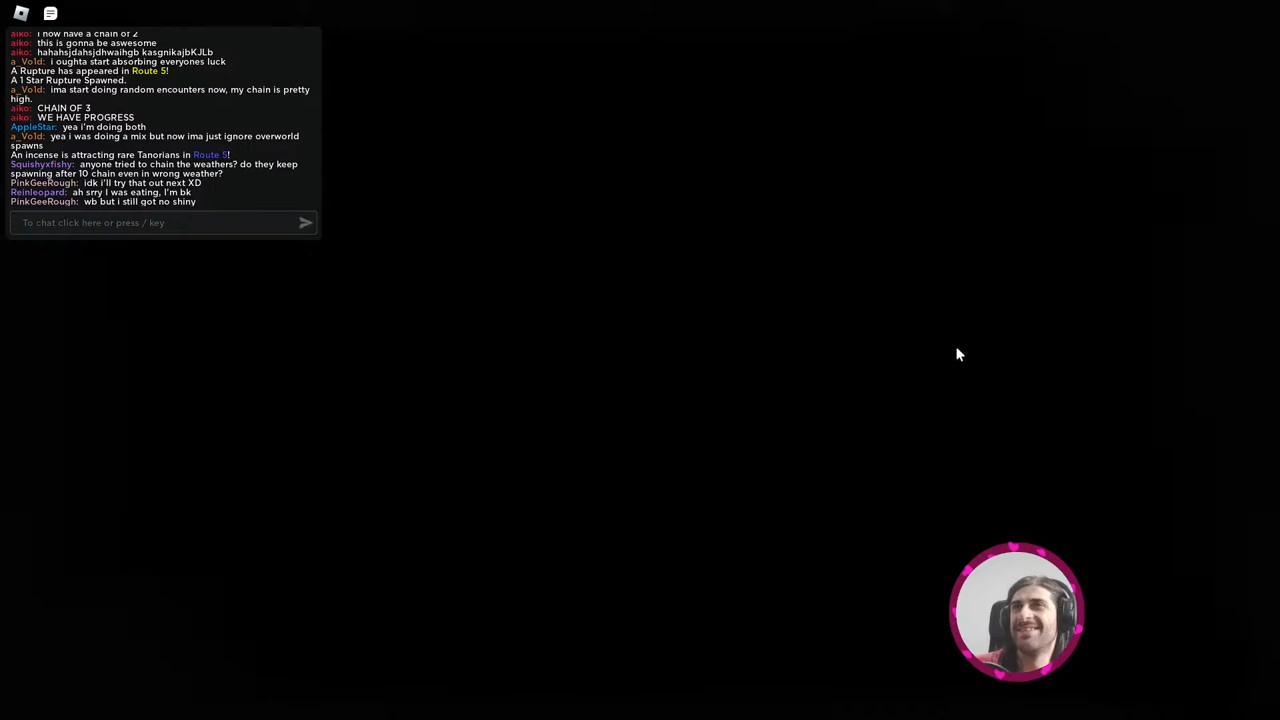 aiko: i now have a chain of 2
aiko: this is gonna be aswesome
aiko: hahahsjdahsjdhwaihgb kasgnikajbKJLb
a_Vo1d: i oughta start absorbing everyones luck
A Rupture has appeared in Route 5!
A 1 Star Rupture Spawned.
a_Vo1d: ima start doing random encounters now, my chain is pretty
high.
aiko: CHAIN OF 3
aiko: WE HAVE PROGRESS
AppleStar: yea i'm doing both
a_Vo1d: yea i was doing a mix but now ima just ignore overworld
spawns
An incense is attracting rare Tanorians in Route 5!
Squishyxfishy: anyone tried to chain the weathers? do they keep
spawning after 10 chain even in wrong weather?
PinkGeeRough: idk i'll try that out next XD
Reinleopard: ah srry I was eating, I'm bk
PinkGeeRough: wb but i still got no shiny
To chat click here or press / key